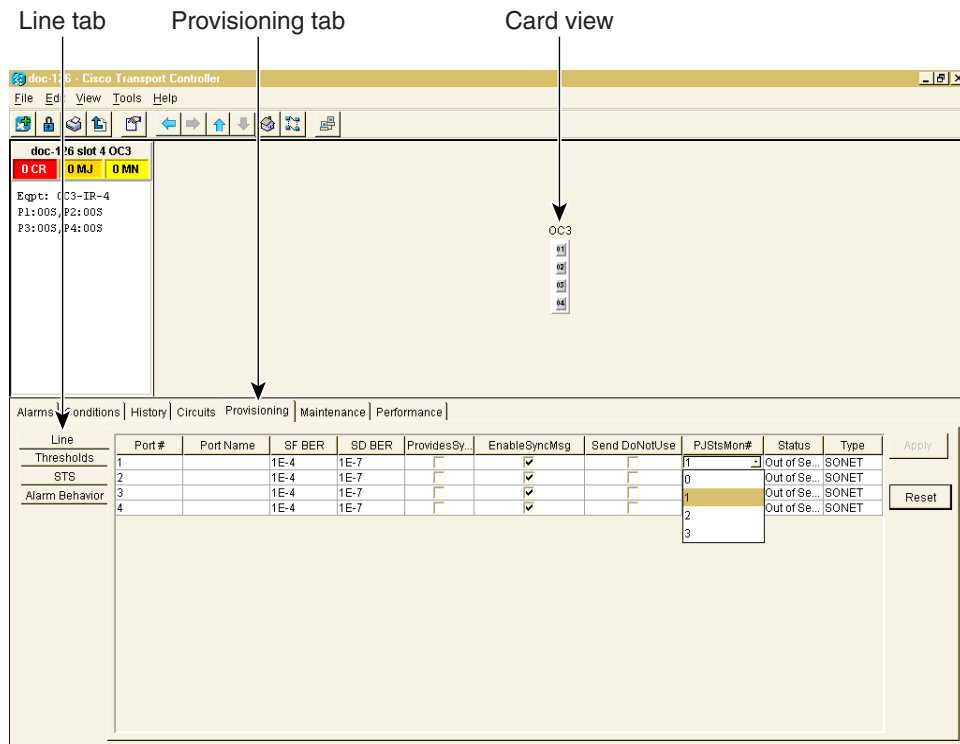 Line tab Provisioning tab Card view
doc-126 - Cisco Transport Controller
File Edit View Tools Help
doc-126 slot 4 OC3
0 CR 0 MJ 0 MN
Eqpt: OC3-IR-4
P1:OOS,P2:OOS
P3:OOS,P4:OOS
OC3
01
02
03
04
Alarms Conditions History Circuits Provisioning Maintenance Performance
Line
Thresholds
STS
Alarm Behavior
Port # Port Name SF BER SD BER ProvidesSy... EnableSyncMsg Send DoNotUse PJStsMon# Status Type
1 1E-4 1E-7 1 Out of Se... SONET
2 1E-4 1E-7 Out of Se... SONET
3 1E-4 1E-7 Out of Se... SONET
4 1E-4 1E-7 Out of Se... SONET
0
1
2
3
Apply
Reset